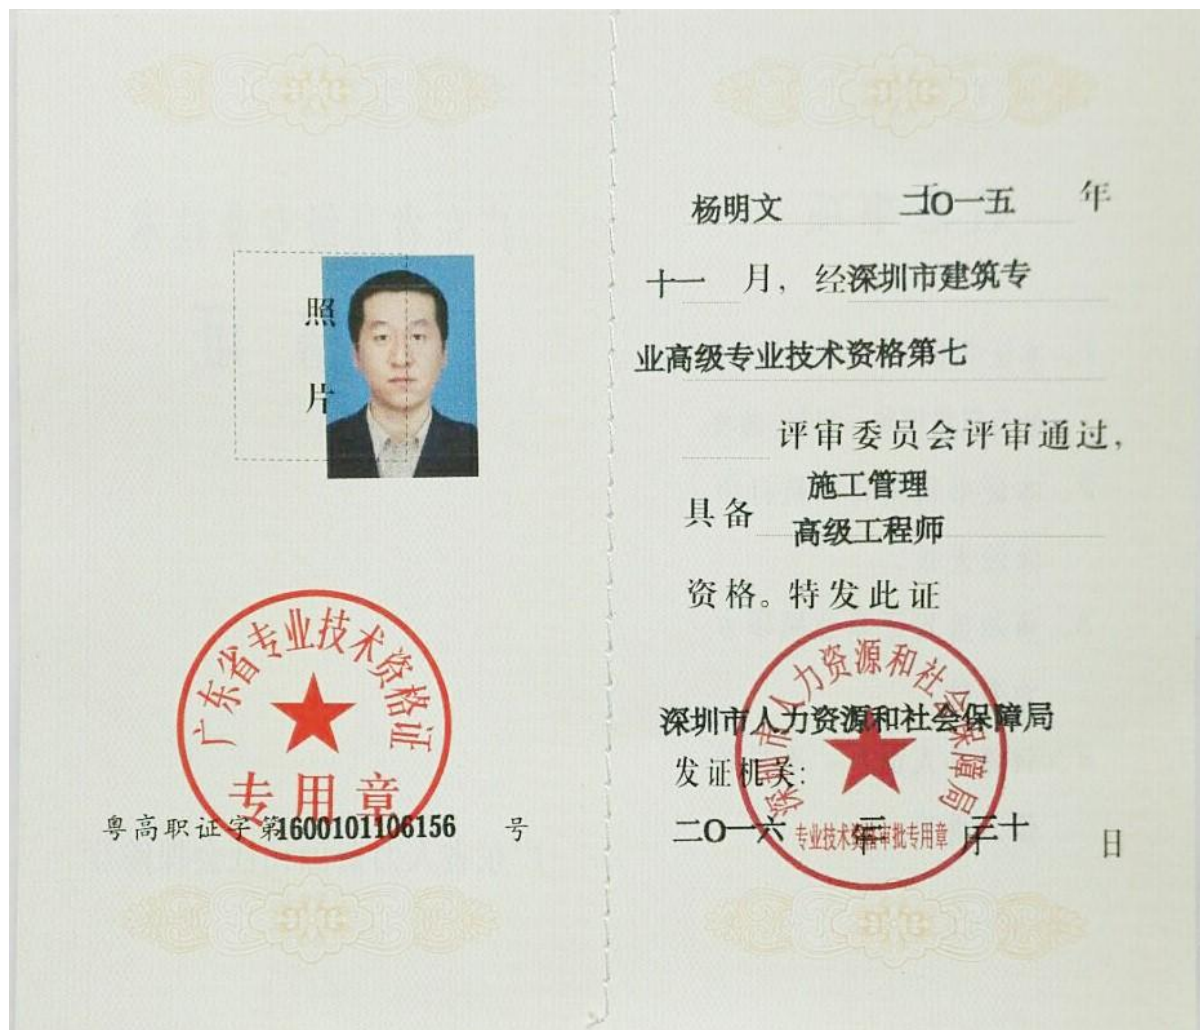 照
片
广东省专业技术资格证
专用章
粤高职证字第1600101106156 号
杨明文 于二〇一五 年
十一 月，经深圳市建筑专
业高级专业技术资格第七
评审委员会评审通过，
具备 施工管理
高级工程师
资格。特发此证
深圳市人力资源和社会保障局
深圳市人力资源和社会保障局
发证机关：
二〇一六 年 三 月 三十 日
专业技术资格审批专用章